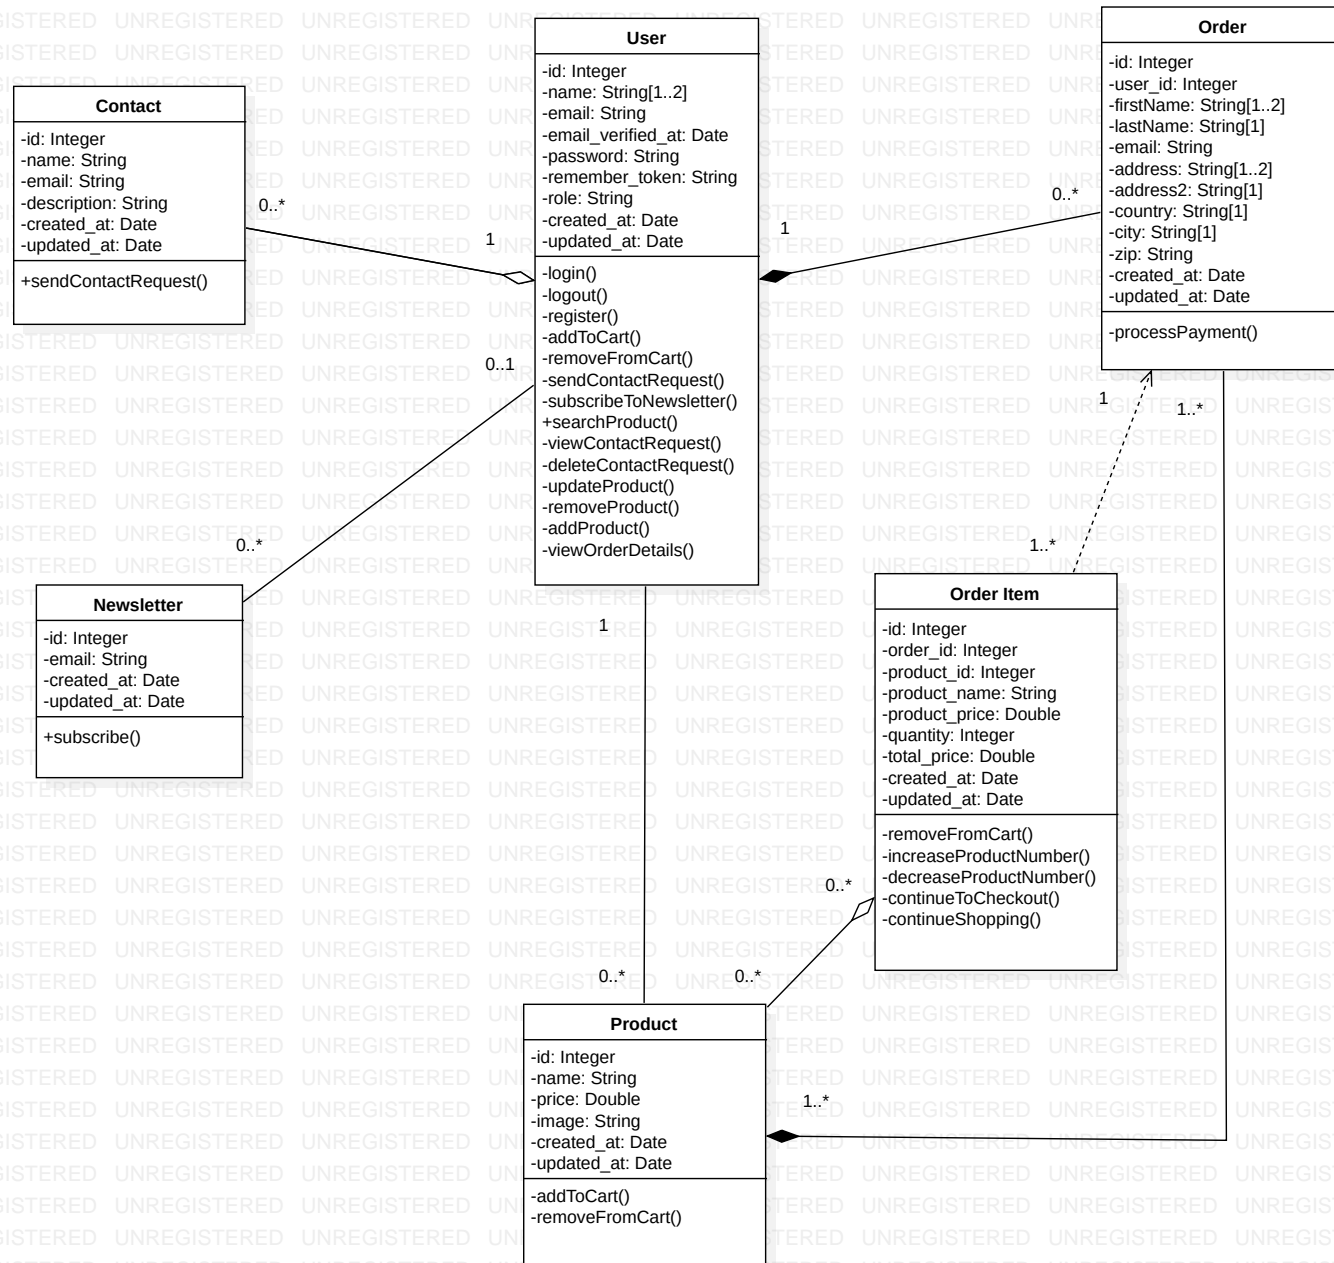 User
-id: Integer
-name: String[1..2]
-email: String
-email_verified_at: Date
-password: String
-remember_token: String
-role: String
-created_at: Date
-updated_at: Date
-login()
-logout()
-register()
-addToCart()
-removeFromCart()
-sendContactRequest()
-subscribeToNewsletter()
+searchProduct()
-viewContactRequest()
-deleteContactRequest()
-updateProduct()
-removeProduct()
-addProduct()
-viewOrderDetails()
Order
-id: Integer
-user_id: Integer
-firstName: String[1..2]
-lastName: String[1]
-email: String
-address: String[1..2]
-address2: String[1]
-country: String[1]
-city: String[1]
-zip: String
-created_at: Date
-updated_at: Date
-processPayment()
Contact
-id: Integer
-name: String
-email: String
-description: String
-created_at: Date
-updated_at: Date
+sendContactRequest()
0..*
1
1
0..*
0..1
0..*
1
1..*
1..*
Newsletter
-id: Integer
-email: String
-created_at: Date
-updated_at: Date
+subscribe()
Order Item
-id: Integer
-order_id: Integer
-product_id: Integer
-product_name: String
-product_price: Double
-quantity: Integer
-total_price: Double
-created_at: Date
-updated_at: Date
-removeFromCart()
-increaseProductNumber()
-decreaseProductNumber()
-continueToCheckout()
-continueShopping()
1
0..*
0..*
0..*
1..*
Product
-id: Integer
-name: String
-price: Double
-image: String
-created_at: Date
-updated_at: Date
-addToCart()
-removeFromCart()
UNREGISTERED